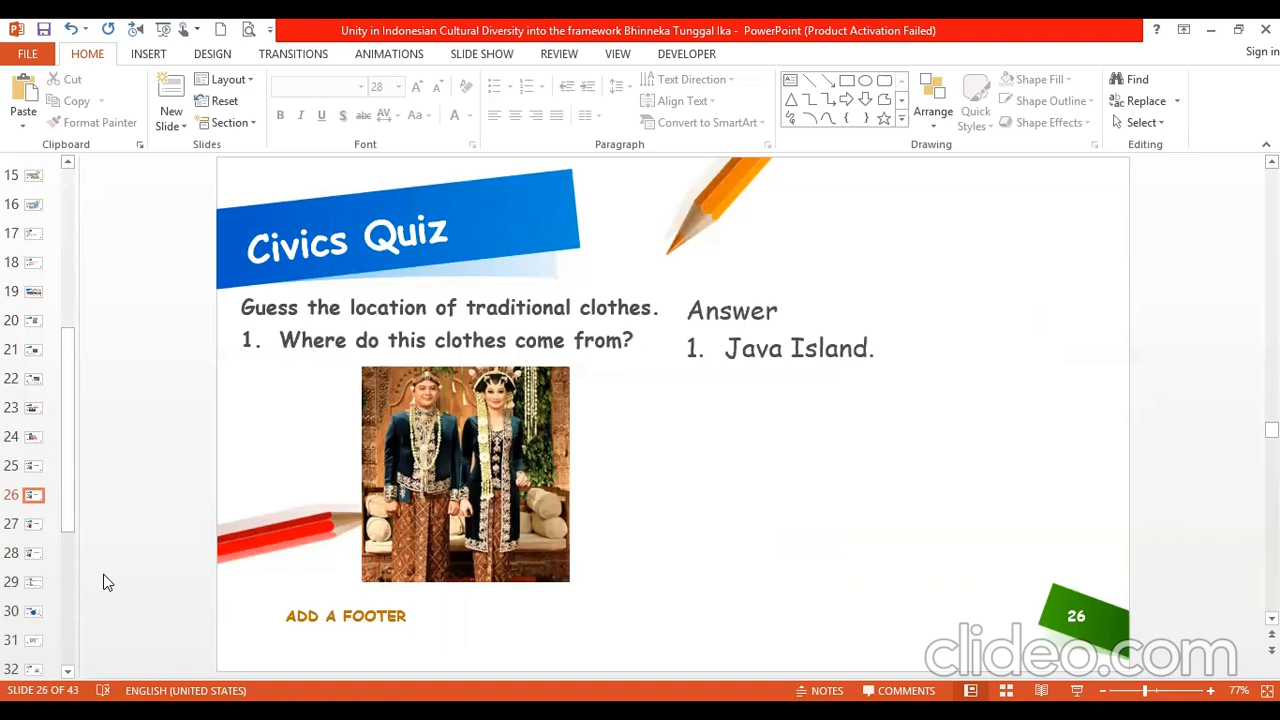 Unity in Indonesian Cultural Diversity into the framework Bhinneka Tunggal Ika - PowerPoint (Product Activation Failed)
FILE HOME INSERT DESIGN TRANSITIONS ANIMATIONS SLIDE SHOW REVIEW VIEW DEVELOPER Sign in
Paste
Cut
Copy
Format Painter
Clipboard
New
Slide
Layout
Reset
Section
Slides
28
B I U S abc AV Aa A
Font
Text Direction
Align Text
Convert to SmartArt
Paragraph
Arrange
Quick
Styles
Shape Fill
Shape Outline
Shape Effects
Drawing
Find
Replace
Select
Editing
15
16
17
18
19
20
21
22
23
24
25
26
27
28
29
30
31
32
Civics Quiz
Guess the location of traditional clothes.
1. Where do this clothes come from?
Answer
1. Java Island.
ADD A FOOTER
26
clideo.com
SLIDE 26 OF 43 ENGLISH (UNITED STATES) NOTES COMMENTS 77%